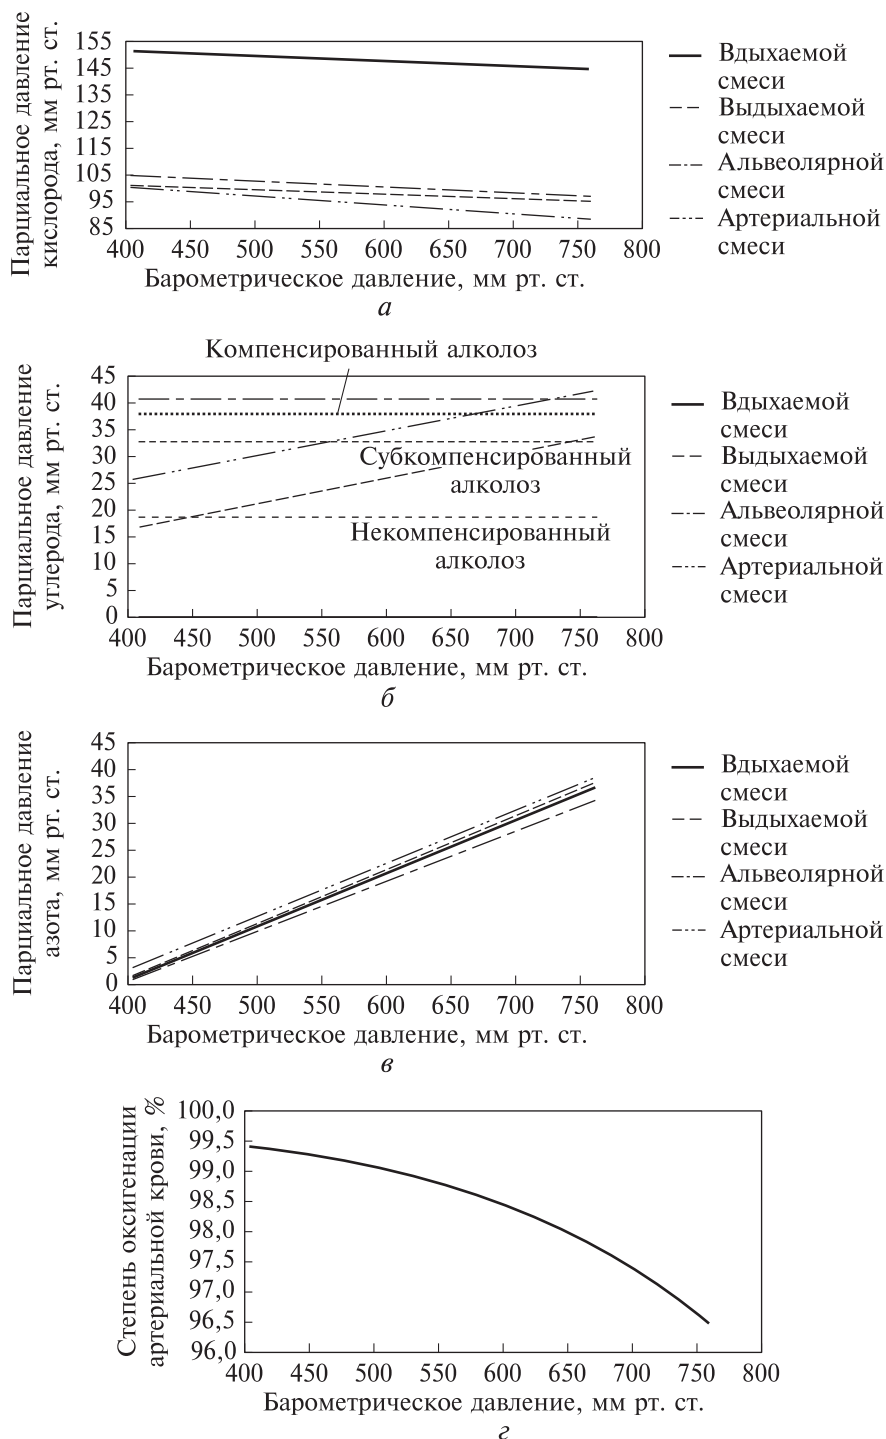 Парциальное давление
кислорода, мм рт. ст.
155
145
135
125
115
105
95
85
400 450 500 550 600 650 700 750 800
Барометрическое давление, мм рт. ст.
а
Вдыхаемой
смеси
Выдыхаемой
смеси
Альвеолярной
смеси
Артериальной
смеси
Компенсированный алколоз
Парциальное давление
углерода, мм рт. ст.
45
40
35
30
25
20
15
10
5
0
Субкомпенсированный
алколоз
Некомпенсированный
алколоз
400 450 500 550 600 650 700 750 800
Барометрическое давление, мм рт. ст.
б
Вдыхаемой
смеси
Выдыхаемой
смеси
Альвеолярной
смеси
Артериальной
смеси
Парциальное давление
азота, мм рт. ст.
45
40
35
30
25
20
15
10
5
0
400 450 500 550 600 650 700 750 800
Барометрическое давление, мм рт. ст.
в
Вдыхаемой
смеси
Выдыхаемой
смеси
Альвеолярной
смеси
Артериальной
смеси
Степень оксигенации
артериальной крови, %
100,0
99,5
99,0
98,5
98,0
97,5
97,0
96,5
96,0
400 450 500 550 600 650 700 750 800
Барометрическое давление, мм рт. ст.
г